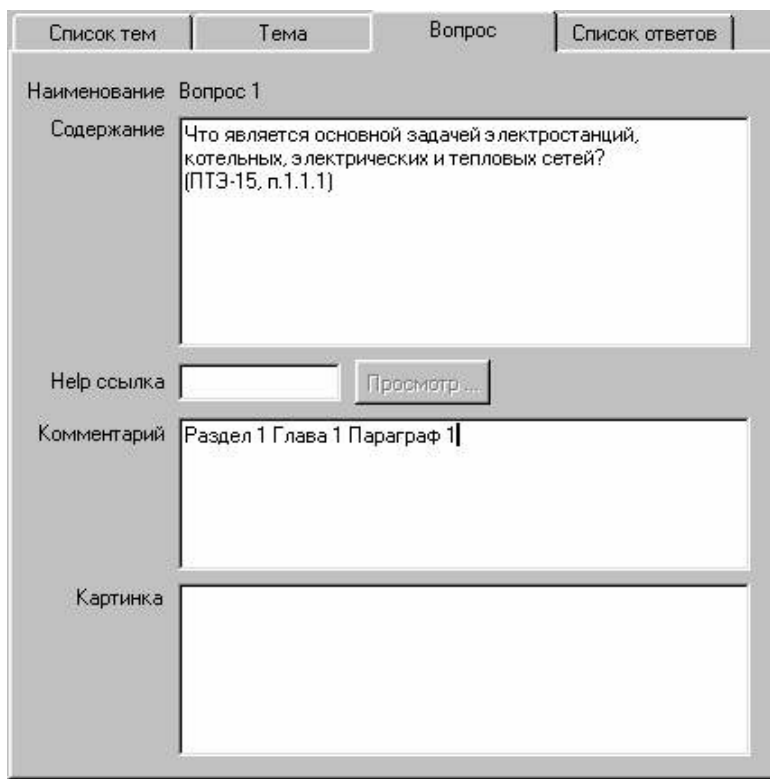 Список тем
Тема
Вопрос
Список ответов
Наименование Вопрос 1
Содержание
Что является основной задачей электростанций,
котельных, электрических и тепловых сетей?
(ПТЭ-15, п.1.1.1)
Help ссылка
Просмотр ...
Комментарий
Раздел 1 Глава 1 Параграф 1
Картинка